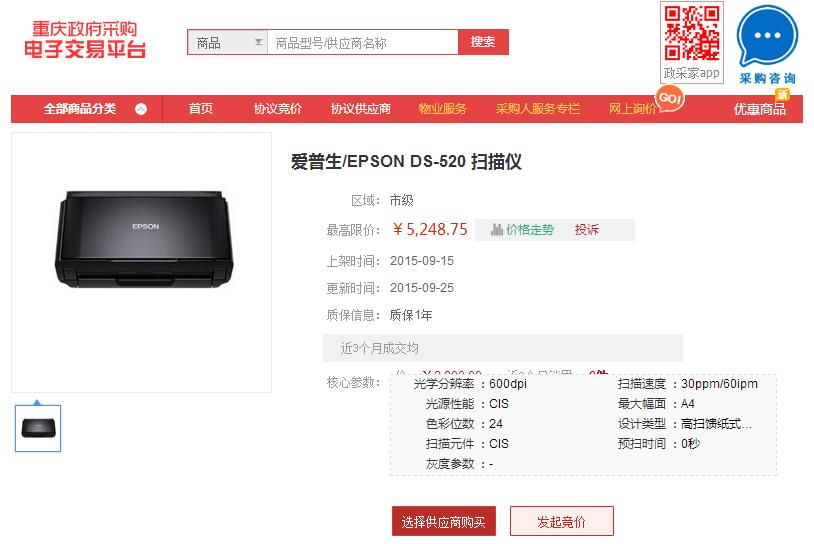 重庆政府采购
电子交易平台
商品
商品型号/供应商名称
搜索
政采家app
采购咨询
全部商品分类
首页
协议竞价
协议供应商
物业服务
采购人服务专栏
网上询价
GO!
新
优惠商品
EPSON
爱普生/EPSON DS-520 扫描仪
区域： 市级
最高限价： ￥5,248.75 价格走势 投诉
上架时间： 2015-09-15
更新时间： 2015-09-25
质保信息： 质保1年
近3个月成交均
核心参数：
光学分辨率 ：600dpi 扫描速度 ：30ppm/60ipm
光源性能 ：CIS 最大幅面 ：A4
色彩位数 ：24 设计类型 ：高扫馈纸式...
扫描元件 ：CIS 预扫时间 ：0秒
灰度参数 ：-
选择供应商购买
发起竞价